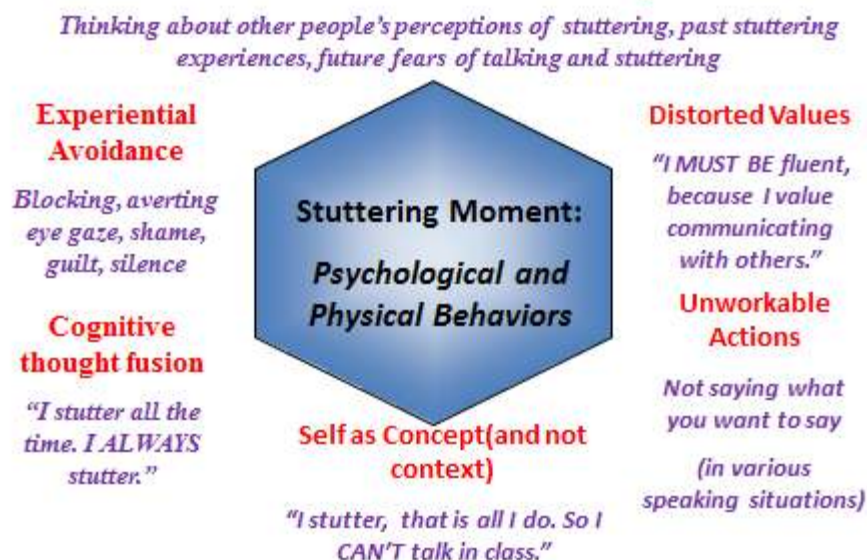 Thinking about other people's perceptions of stuttering, past stuttering
experiences, future fears of talking and stuttering
Experiential
Avoidance
Blocking, averting
eye gaze, shame,
guilt, silence
Cognitive
thought fusion
"I stutter all the
time. I ALWAYS
stutter."
Stuttering Moment:
Psychological and
Physical Behaviors
Self as Concept(and not
context)
"I stutter, that is all I do. So I
CAN'T talk in class."
Distorted Values
"I MUST BE fluent,
because I value
communicating
with others."
Unworkable
Actions
Not saying what
you want to say
(in various
speaking situations)